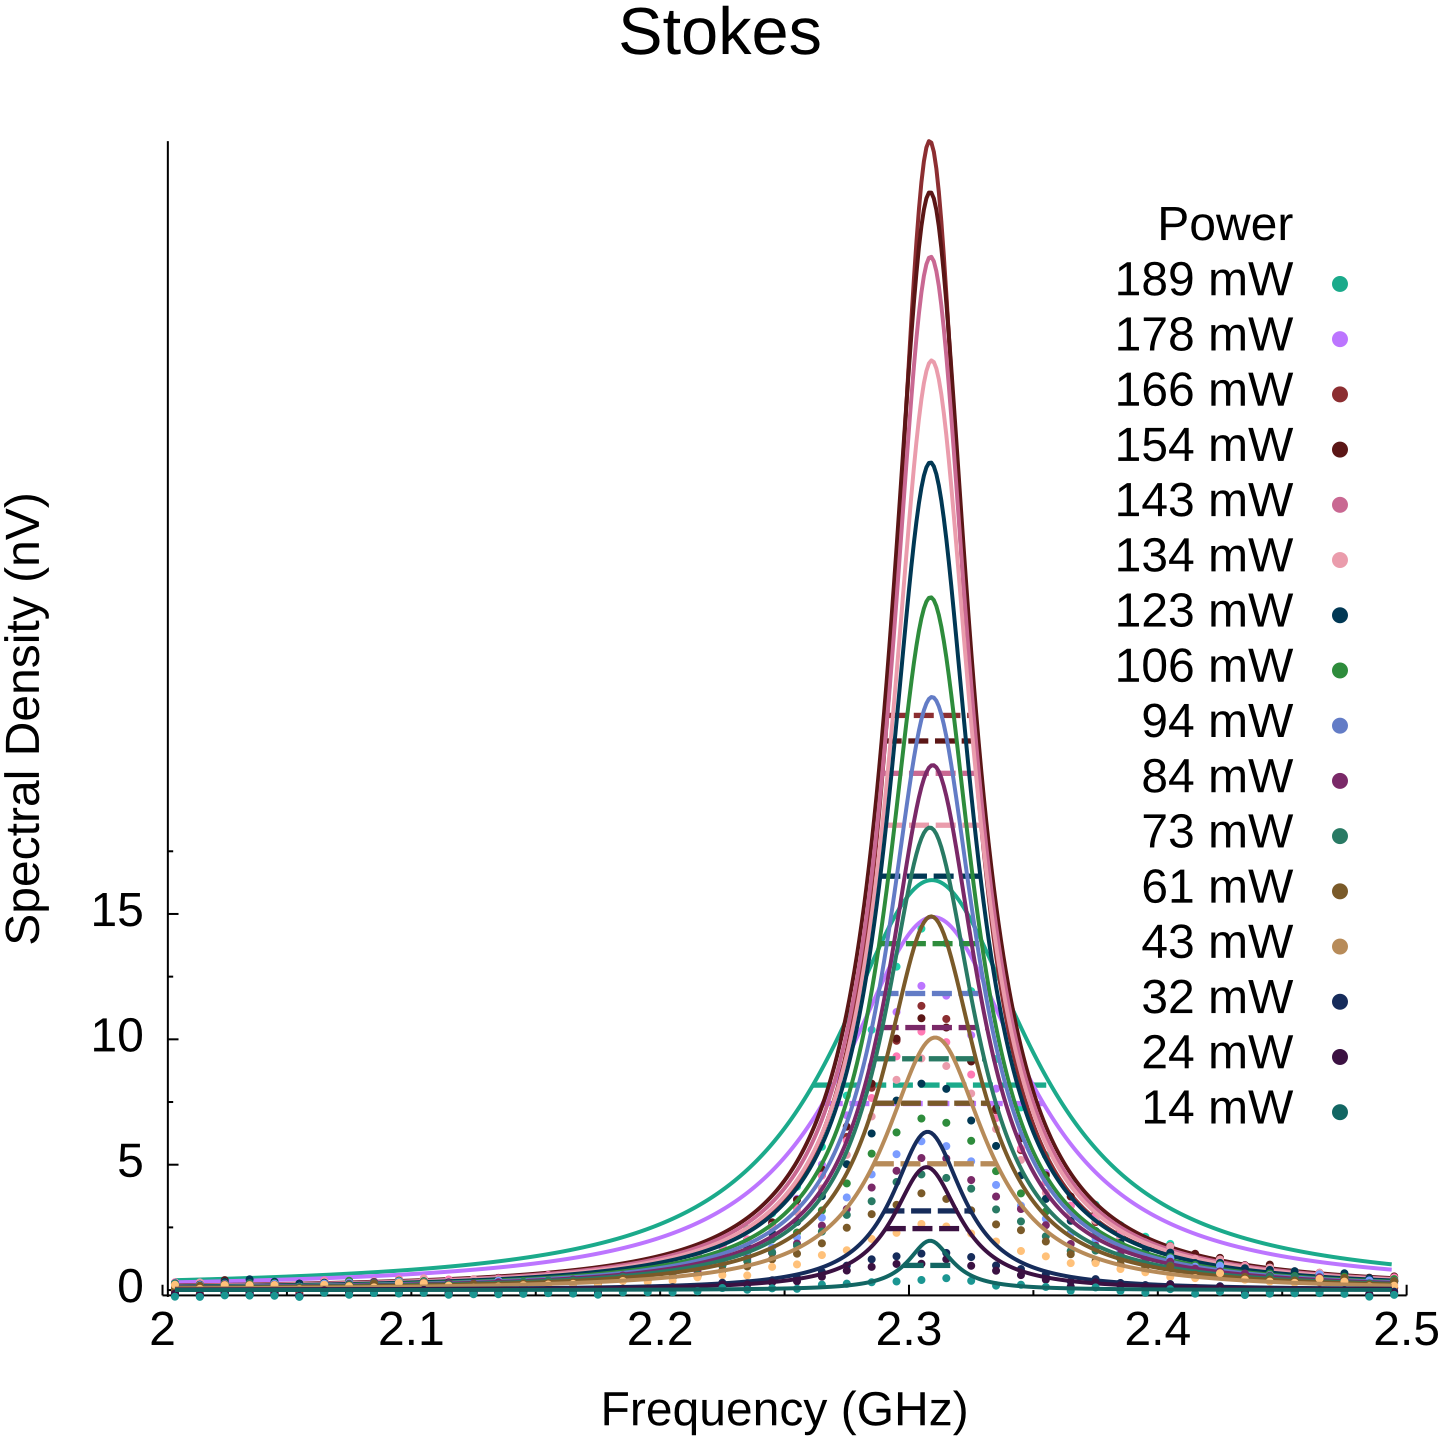 Stokes
Power
189 mW
178 mW
166 mW
154 mW
143 mW
134 mW
123 mW
106 mW
94 mW
84 mW
73 mW
61 mW
43 mW
32 mW
24 mW
14 mW
Spectral Density (nV)
15
10
5
0
2 2.1 2.2 2.3 2.4 2.5
Frequency (GHz)